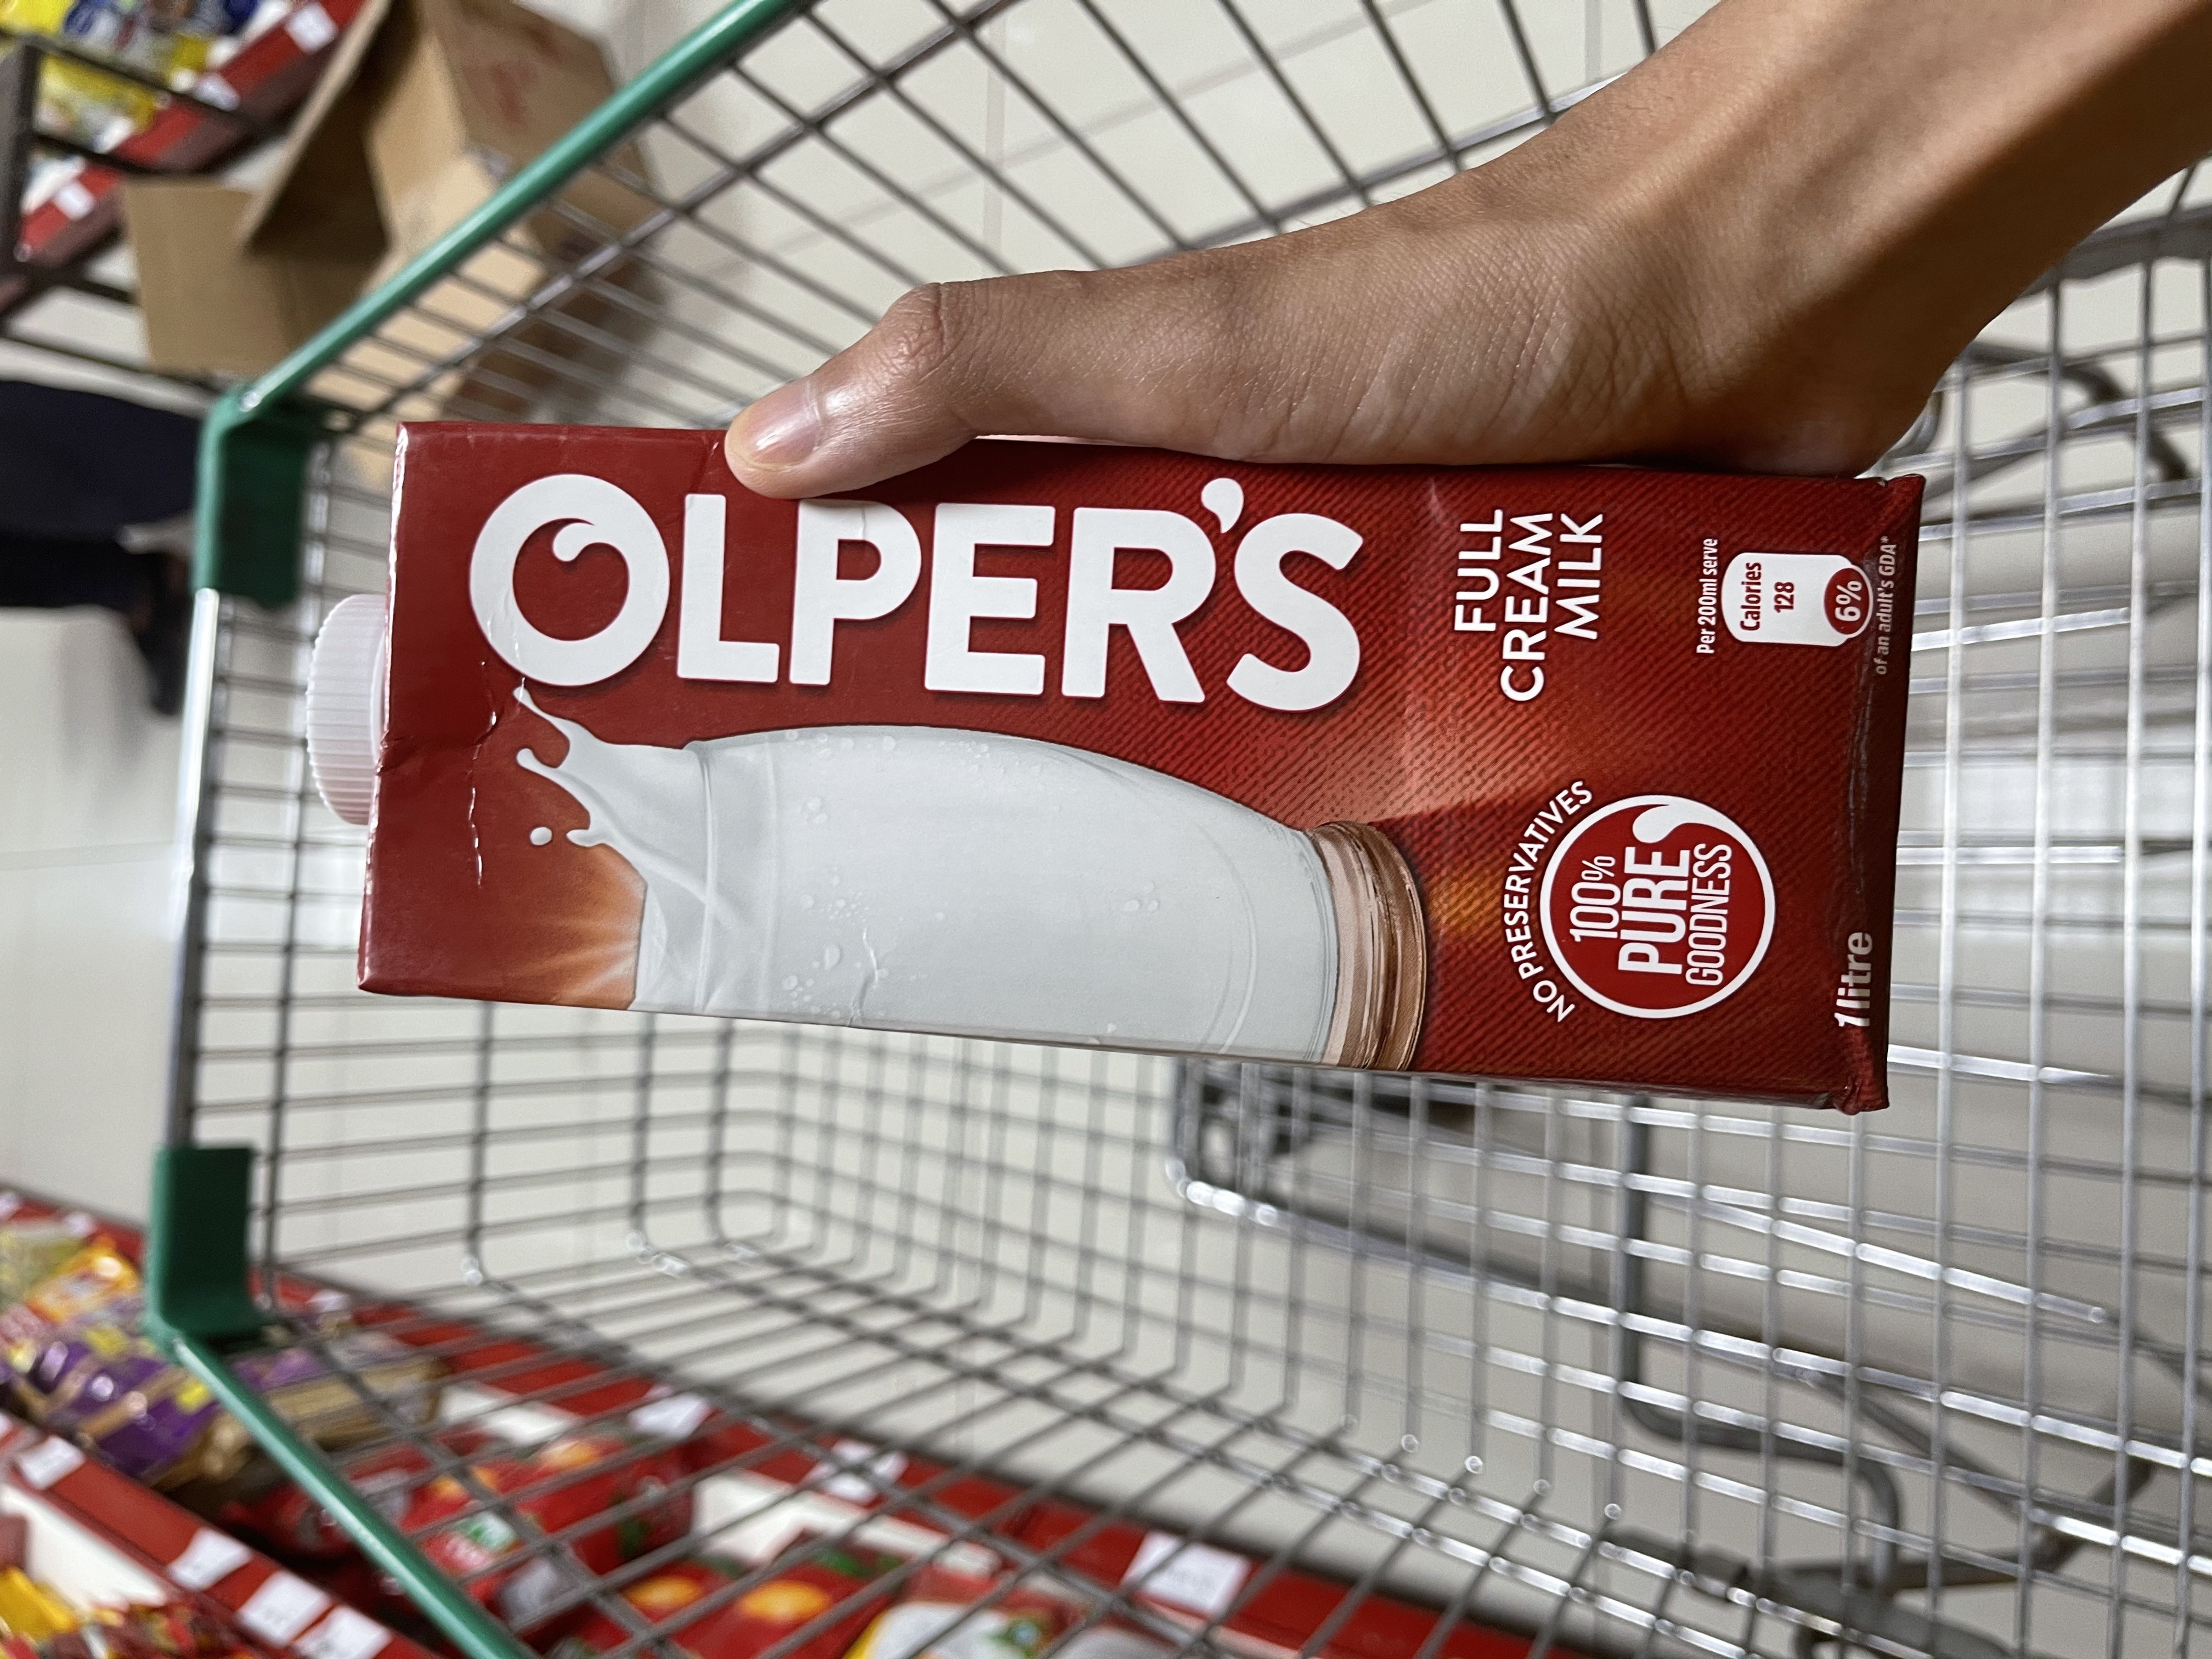 OLPER'S
FULL
CREAM
MILK
NO PRESERVATIVES
100%
PURE
GOODNESS
Per 200ml serve
Calories
128
6%
of an adult's GDA*
1litre